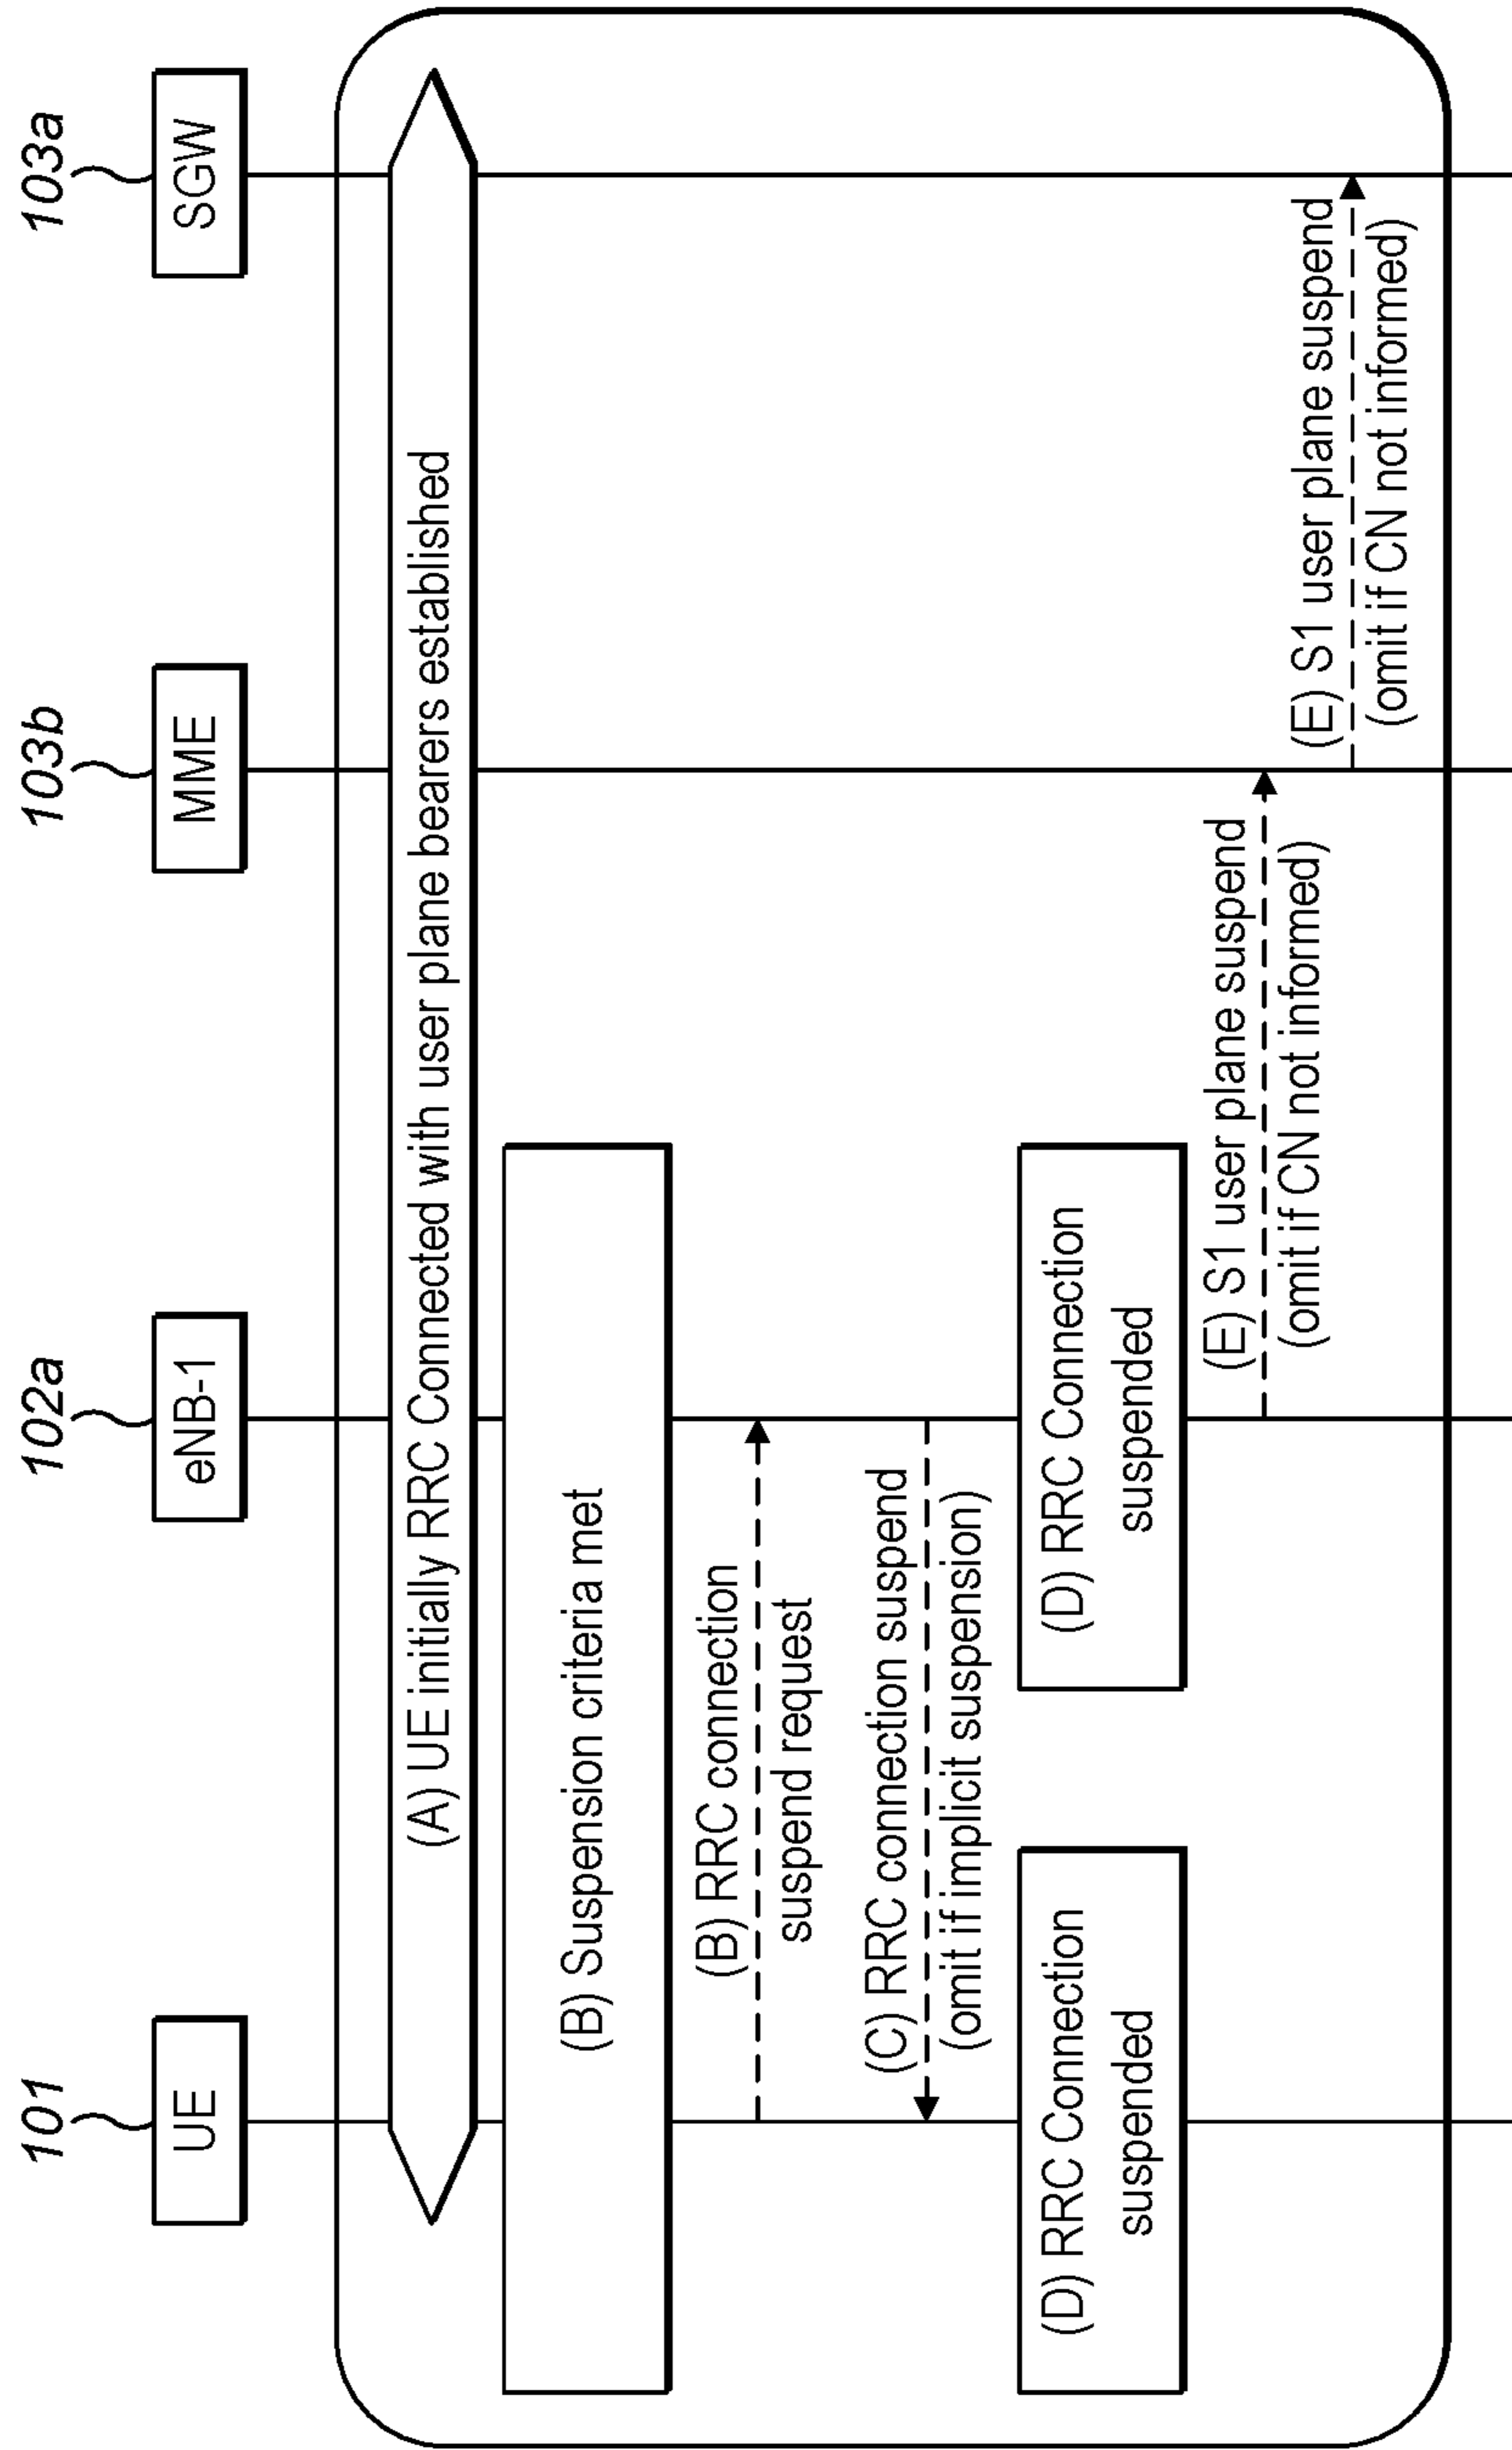 101
102a
103b
103a
UE
eNB-1
MME
SGW
(A) UE initially RRC Connected with user plane bearers established
(B) Suspension criteria met
(B) RRC connection
suspend request
(C) RRC connection suspend
(omit if implicit suspension)
(D) RRC Connection
suspended
(D) RRC Connection
suspended
(E) S1 user plane suspend
(omit if CN not informed)
(E) S1 user plane suspend
(omit if CN not informed)